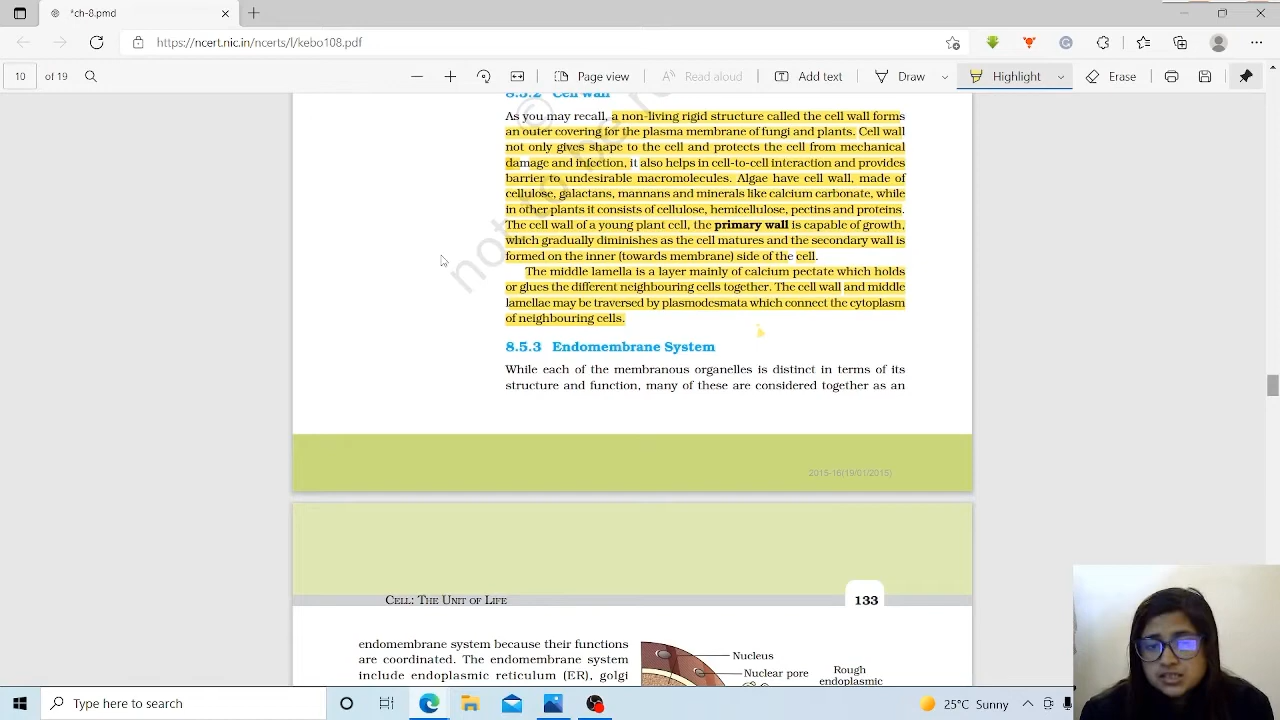 *ch-8.pmd
https://ncert.nic.in/ncerts/l/kebo108.pdf
10 of 19 Page view Read aloud Add text Draw Highlight Erase
8.5.2 Cell wall
As you may recall, a non-living rigid structure called the cell wall forms
an outer covering for the plasma membrane of fungi and plants. Cell wall
not only gives shape to the cell and protects the cell from mechanical
damage and infection, it also helps in cell-to-cell interaction and provides
barrier to undesirable macromolecules. Algae have cell wall, made of
cellulose, galactans, mannans and minerals like calcium carbonate, while
in other plants it consists of cellulose, hemicellulose, pectins and proteins.
The cell wall of a young plant cell, the primary wall is capable of growth,
which gradually diminishes as the cell matures and the secondary wall is
formed on the inner (towards membrane) side of the cell.
The middle lamella is a layer mainly of calcium pectate which holds
or glues the different neighbouring cells together. The cell wall and middle
lamellae may be traversed by plasmodesmata which connect the cytoplasm
of neighbouring cells.
8.5.3 Endomembrane System
While each of the membranous organelles is distinct in terms of its
structure and function, many of these are considered together as an
2015-16(19/01/2015)
CELL: THE UNIT OF LIFE 133
endomembrane system because their functions
are coordinated. The endomembrane system
include endoplasmic reticulum (ER), golgi
Nucleus
Nuclear pore
Rough
endoplasmic
Type here to search
25°C Sunny